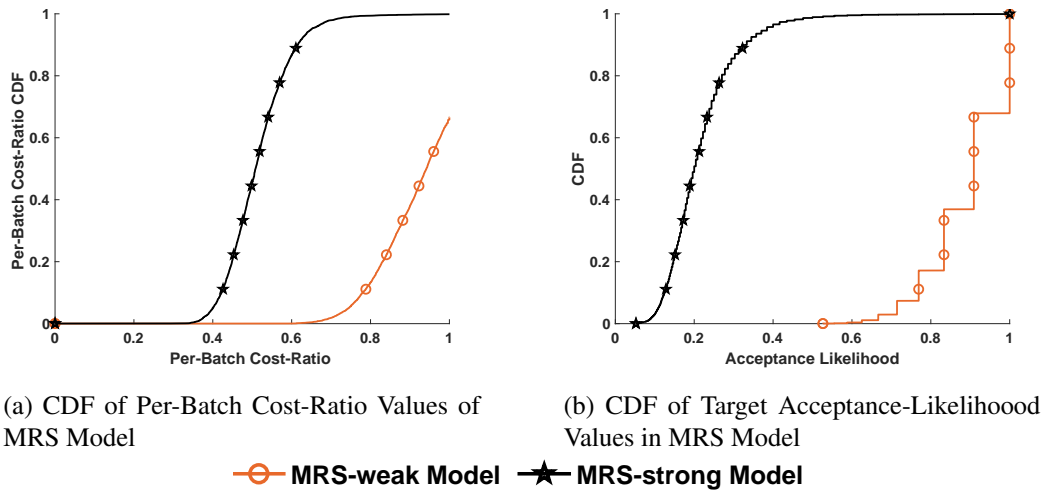 1
0.8
0.6
0.4
0.2
0
Per-Batch Cost-Ratio CDF
0 0.2 0.4 0.6 0.8 1
Per-Batch Cost-Ratio
1
0.8
0.6
0.4
0.2
0
CDF
0 0.2 0.4 0.6 0.8 1
Acceptance Likelihood
(a) CDF of Per-Batch Cost-Ratio Values of
MRS Model
(b) CDF of Target Acceptance-Likelihoood
Values in MRS Model
MRS-weak Model MRS-strong Model